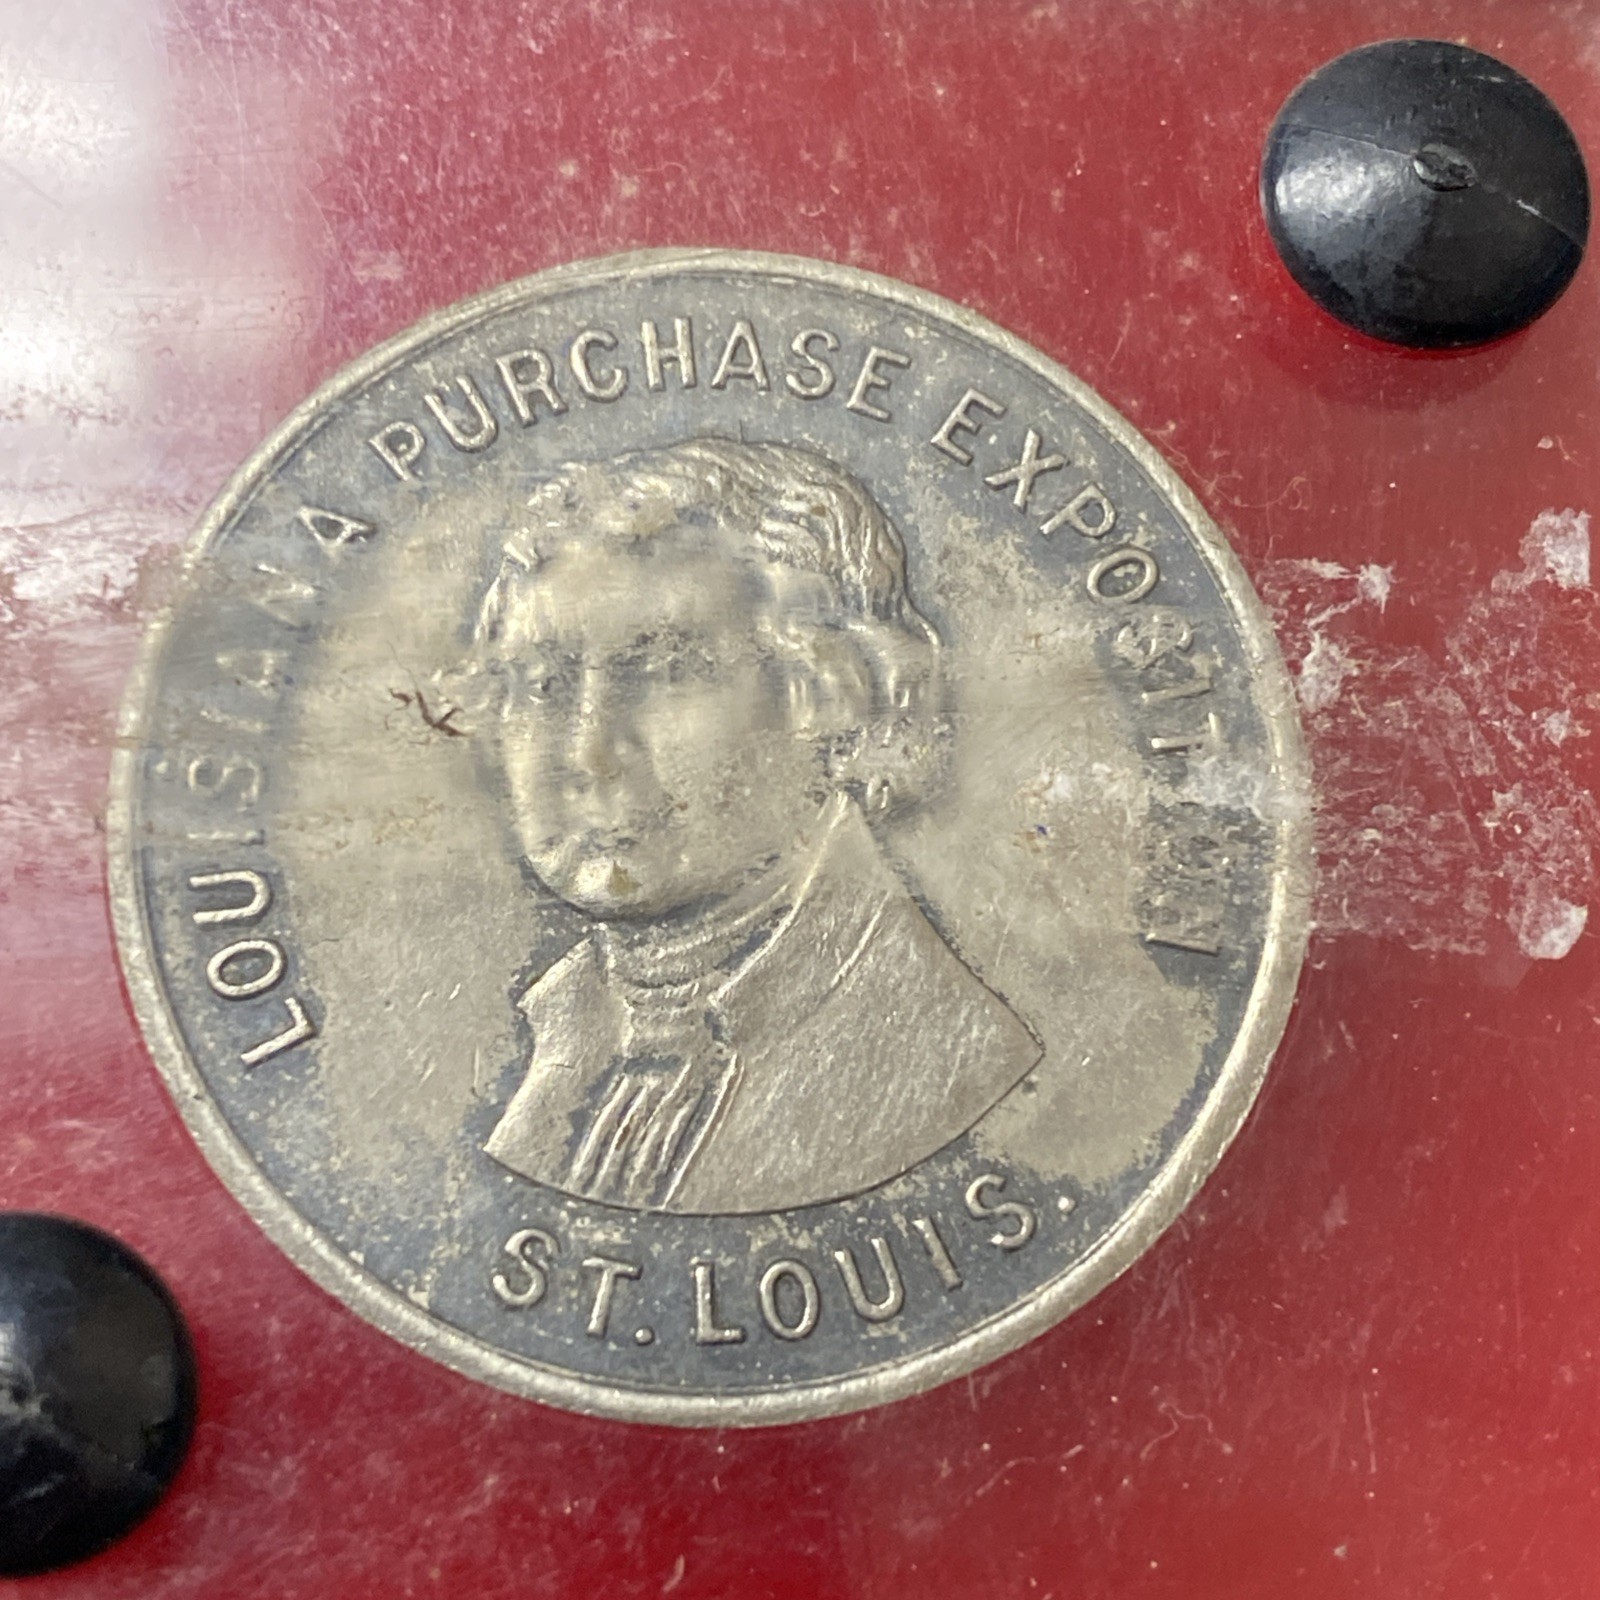 LOUISIANA PURCHASE EXPOSITION
ST. LOUIS.